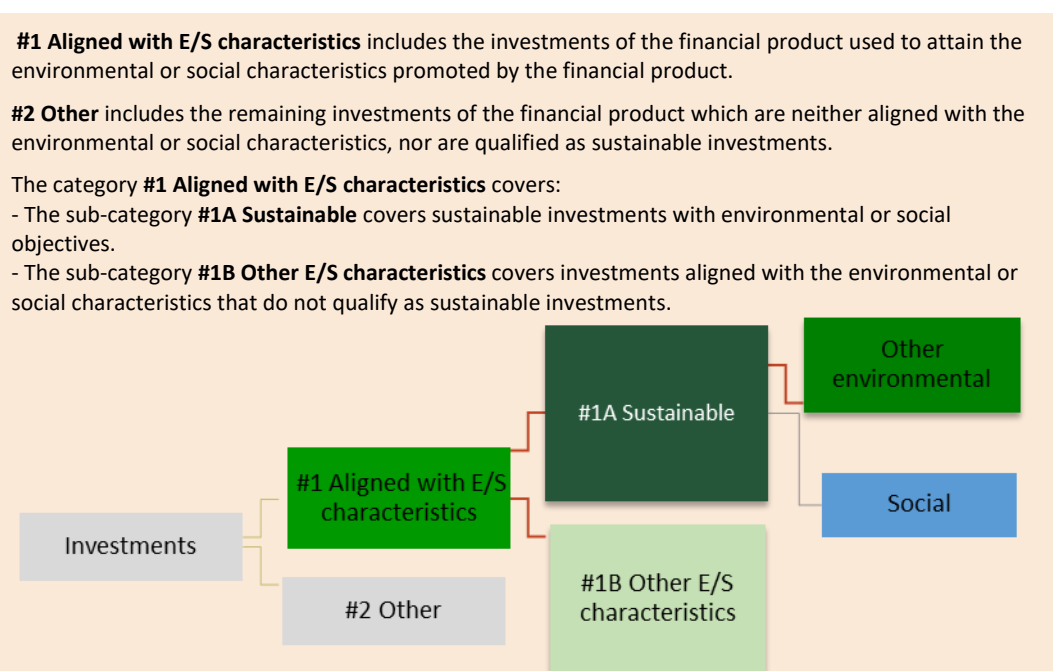 #1 Aligned with E/S characteristics includes the investments of the financial product used to attain the
environmental or social characteristics promoted by the financial product.
#2 Other includes the remaining investments of the financial product which are neither aligned with the
environmental or social characteristics, nor are qualified as sustainable investments.
The category #1 Aligned with E/S characteristics covers:
- The sub-category #1A Sustainable covers sustainable investments with environmental or social
objectives.
- The sub-category #1B Other E/S characteristics covers investments aligned with the environmental or
social characteristics that do not qualify as sustainable investments.
Investments
#1 Aligned with E/S
characteristics
#2 Other
#1A Sustainable
#1B Other E/S
characteristics
Other
environmental
Social